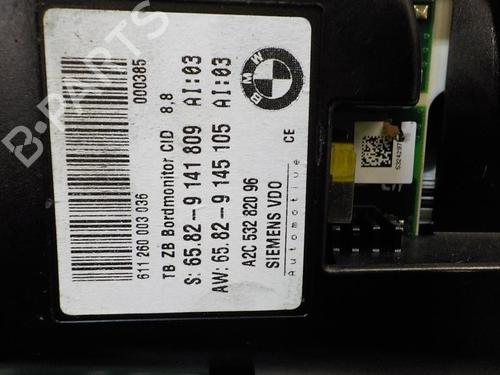 611 260 003 036 000385
TB ZB Bordmonitor CID 8,8
S: 65.82-9 141 809 AI:03
AW: 65.82-9 145 105 AI:03
A2C 532 820 96
SIEMENS VDO
Automotive CE
BMW
B-PARTS